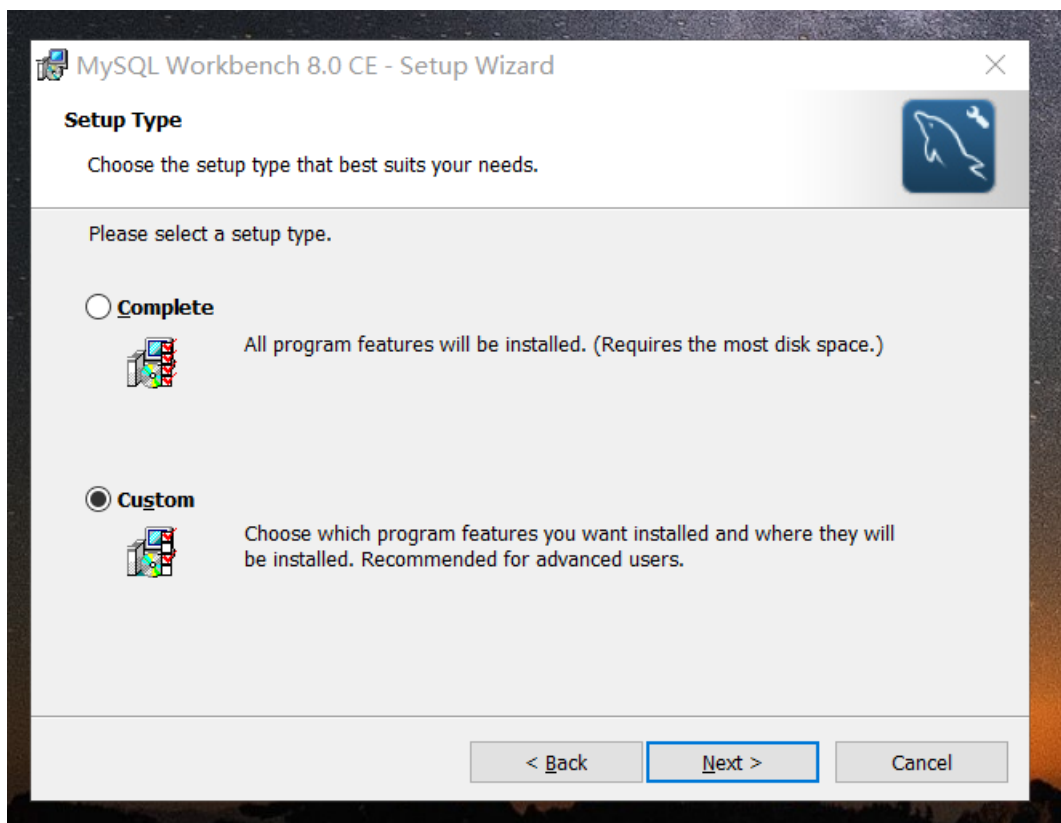 MySQL Workbench 8.0 CE - Setup Wizard
Setup Type
Choose the setup type that best suits your needs.
Please select a setup type.
Complete
All program features will be installed. (Requires the most disk space.)
Custom
Choose which program features you want installed and where they will
be installed. Recommended for advanced users.
< Back Next > Cancel